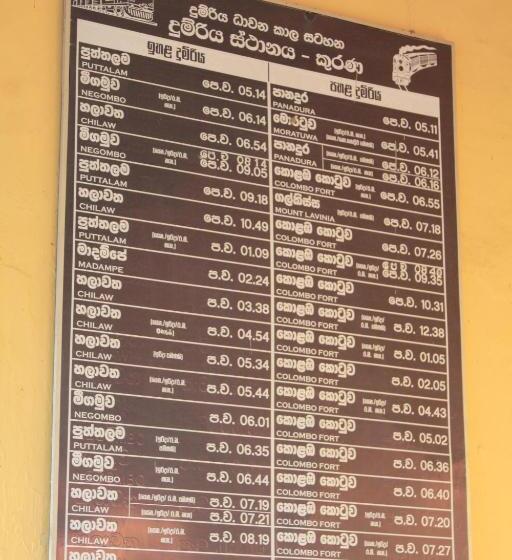 දුම්රිය ධාවන කාල සටහන
දුම්රිය ස්ථානය - කුරණ
ඉහළ දුම්රිය
පුත්තලම
PUTTALAM
පෙ.ව. 05.14
මීගමුව
NEGOMBO
පෙ.ව. 06.14
හලාවත
CHILAW
පෙ.ව. 06.54
මීගමුව
NEGOMBO
පෙ.ව. 08.14
පෙ.ව. 09.05
පුත්තලම
PUTTALAM
පෙ.ව. 09.18
හලාවත
CHILAW
පෙ.ව. 10.49
පුත්තලම
PUTTALAM
ප.ව. 01.09
මාදම්පේ
MADAMPE
ප.ව. 02.24
හලාවත
CHILAW
ප.ව. 03.38
හලාවත
CHILAW
ප.ව. 04.54
හලාවත
CHILAW
ප.ව. 05.34
හලාවත
CHILAW
ප.ව. 05.44
මීගමුව
NEGOMBO
ප.ව. 06.01
පුත්තලම
PUTTALAM
ප.ව. 06.35
මීගමුව
NEGOMBO
ප.ව. 06.44
හලාවත
CHILAW
ප.ව. 07.19
ප.ව. 07.21
හලාවත
CHILAW
ප.ව. 08.19
හලාවත
පහළ දුම්රිය
පානදුර
PANADURA
පෙ.ව. 05.11
මොරටුව
MORATUWA
පෙ.ව. 05.41
පානදුර
PANADURA
පෙ.ව. 06.12
පෙ.ව. 06.16
කොළඹ කොටුව
COLOMBO FORT
පෙ.ව. 06.55
ගල්කිස්ස
MOUNT LAVINIA
පෙ.ව. 07.18
කොළඹ කොටුව
COLOMBO FORT
පෙ.ව. 07.26
කොළඹ කොටුව
COLOMBO FORT
පෙ.ව. 09.35
කොළඹ කොටුව
COLOMBO FORT
පෙ.ව. 10.31
කොළඹ කොටුව
COLOMBO FORT
ප.ව. 12.38
කොළඹ කොටුව
COLOMBO FORT
ප.ව. 01.05
කොළඹ කොටුව
COLOMBO FORT
ප.ව. 02.05
කොළඹ කොටුව
COLOMBO FORT
ප.ව. 04.43
කොළඹ කොටුව
COLOMBO FORT
ප.ව. 05.02
කොළඹ කොටුව
COLOMBO FORT
ප.ව. 06.36
කොළඹ කොටුව
COLOMBO FORT
ප.ව. 06.40
කොළඹ කොටුව
COLOMBO FORT
ප.ව. 07.20
කොළඹ කොටුව
COLOMBO FORT
ප.ව. 07.27